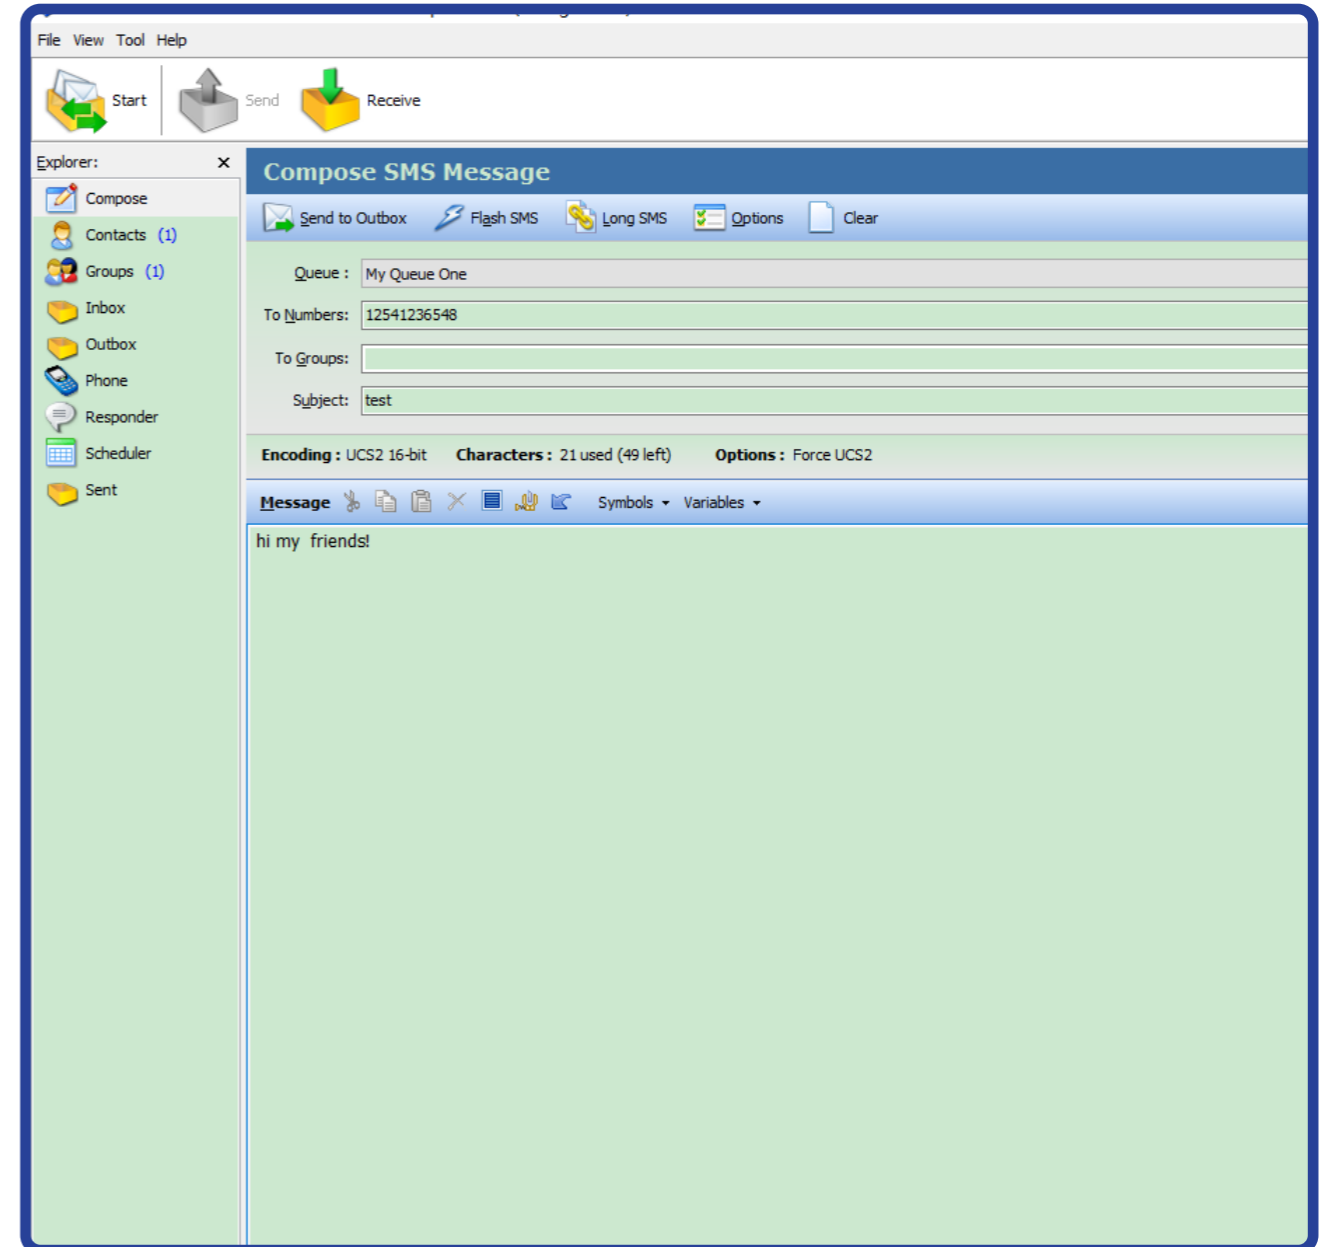 File View Tool Help
Start Send Receive
Explorer: x
Compose
Contacts (1)
Groups (1)
Inbox
Outbox
Phone
Responder
Scheduler
Sent
Compose SMS Message
Send to Outbox Flash SMS Long SMS Options Clear
Queue : My Queue One
To Numbers: 12541236548
To Groups:
Subject: test
Encoding : UCS2 16-bit Characters : 21 used (49 left) Options : Force UCS2
Message Symbols Variables
hi my  friends!